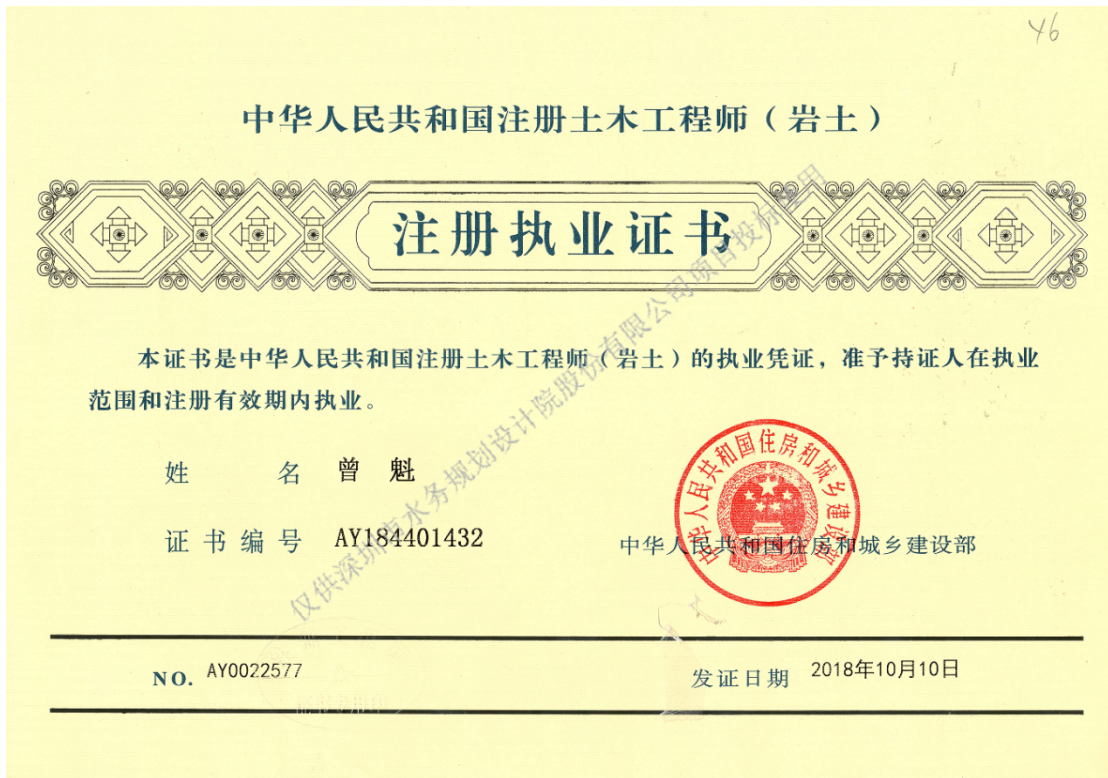 46
中华人民共和国注册土木工程师（岩土）
注册执业证书
本证书是中华人民共和国注册土木工程师（岩土）的执业凭证，准予持证人在执业
范围和注册有效期内执业。
姓 名 曾 魁
证书编号 AY184401432
中华人民共和国住房和城乡建设部
中华人民共和国住房和城乡建设部
NO. AY0022577
发证日期 2018年10月10日
仅供深圳市水务规划设计院股份有限公司项目投标使用